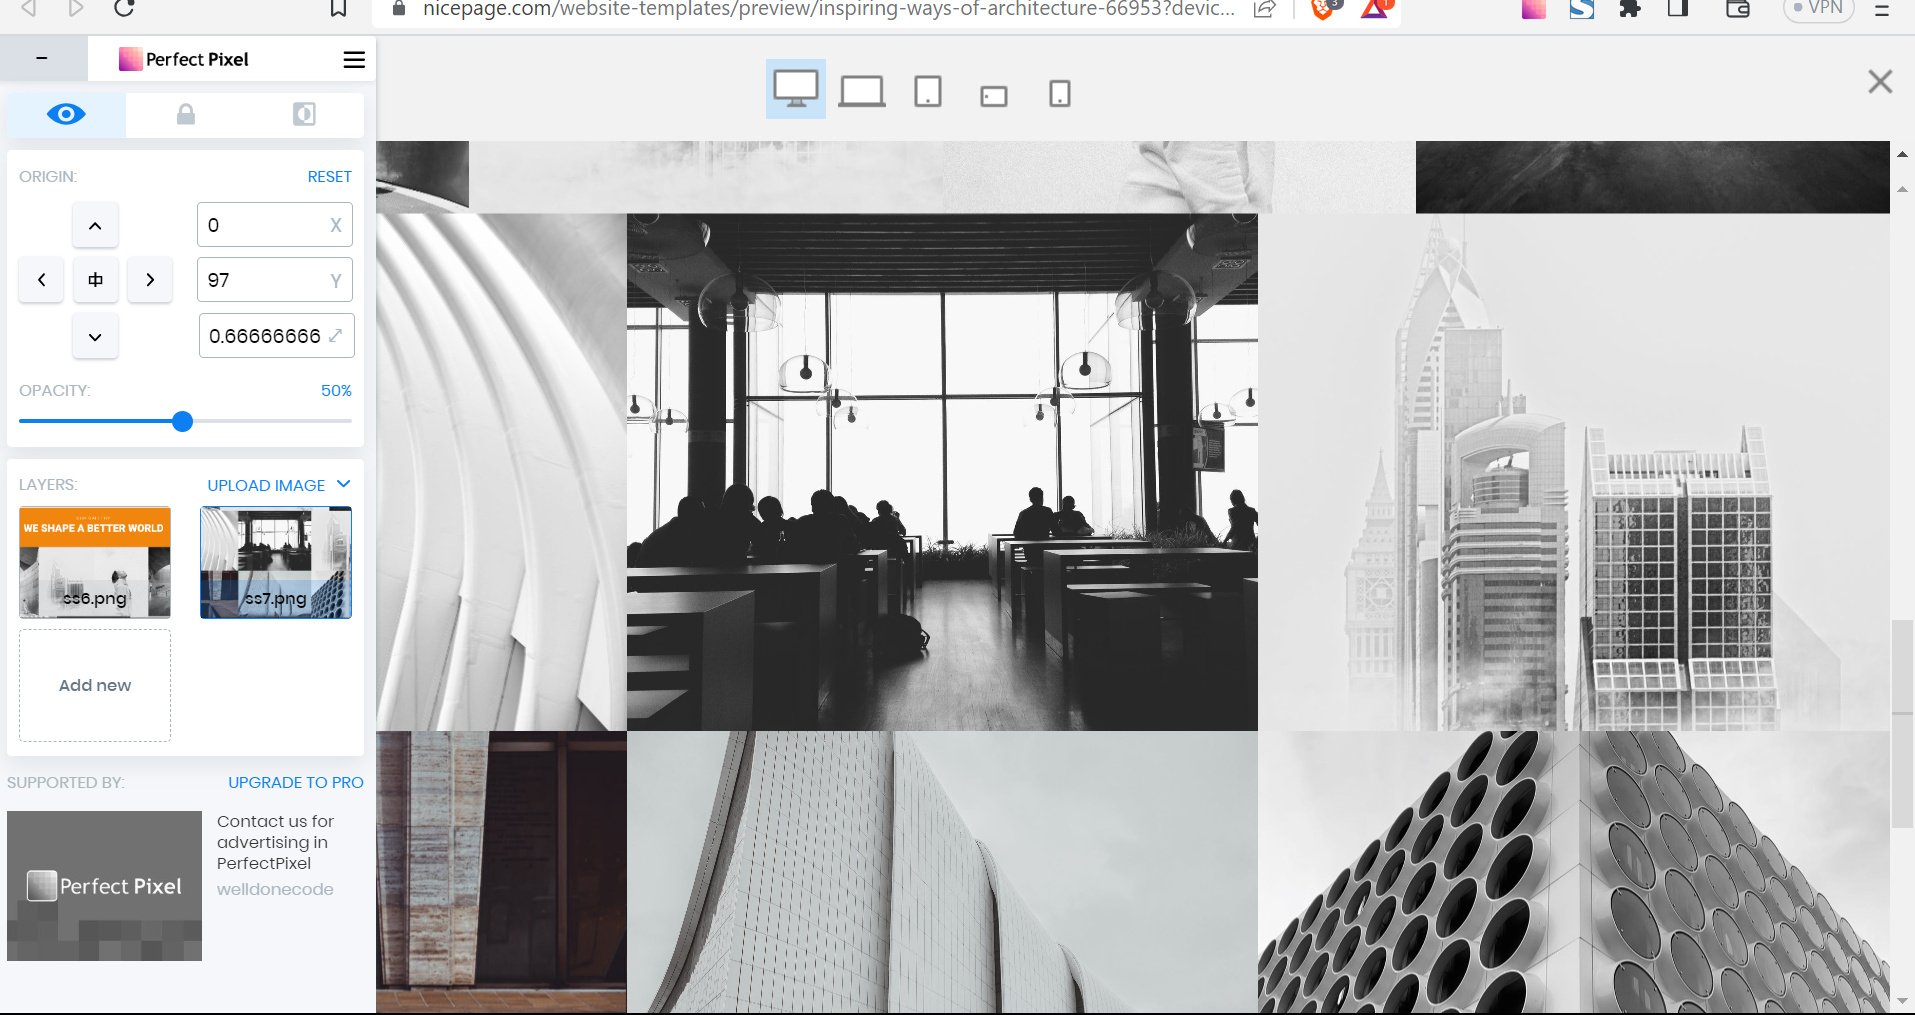 nicepage.com/website-templates/preview/inspiring-ways-of-architecture-66953?devic...
3
1
VPN
Perfect Pixel
ORIGIN:
RESET
0 X
97 Y
0.66666666
OPACITY:
50%
LAYERS:
UPLOAD IMAGE
WE SHAPE A BETTER WORLD
ss6.png
ss7.png
Add new
SUPPORTED BY:
UPGRADE TO PRO
Contact us for
advertising in
PerfectPixel
welldonecode
Perfect Pixel